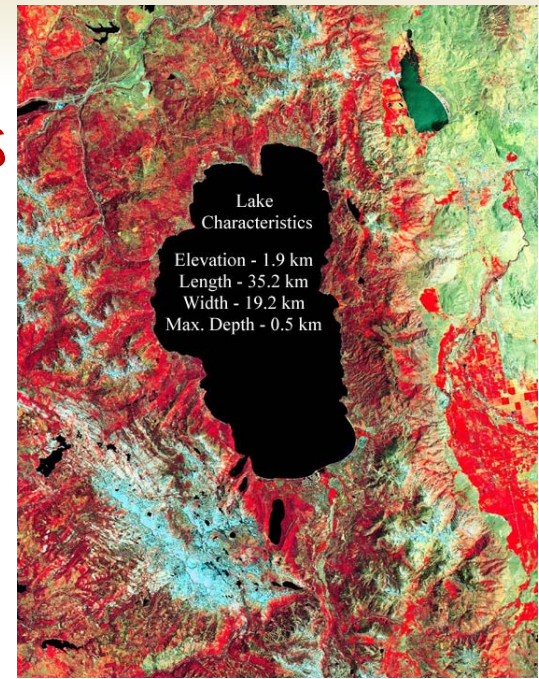 s
Lake
Characteristics
Elevation - 1.9 km
Length - 35.2 km
Width - 19.2 km
Max. Depth - 0.5 km